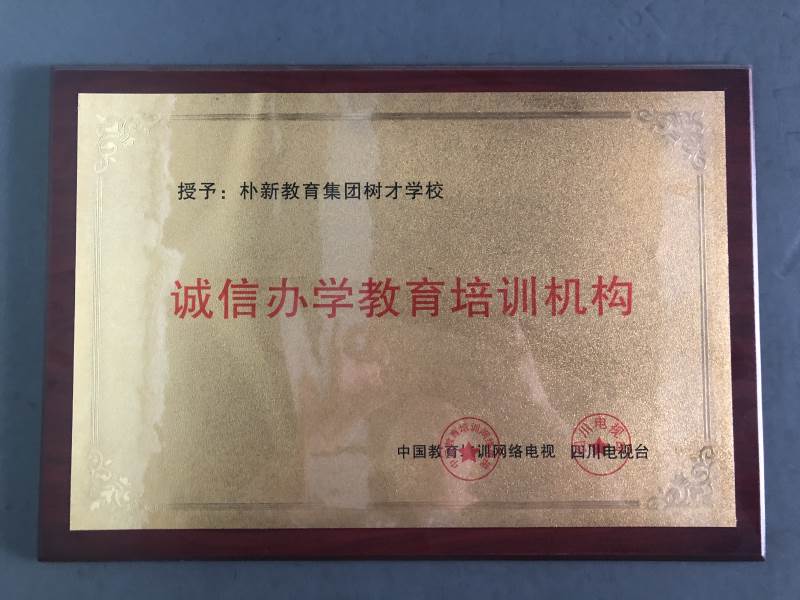 授予：朴新教育集团树才学校
诚信办学教育培训机构
中国教育培训网络电视 四川电视台